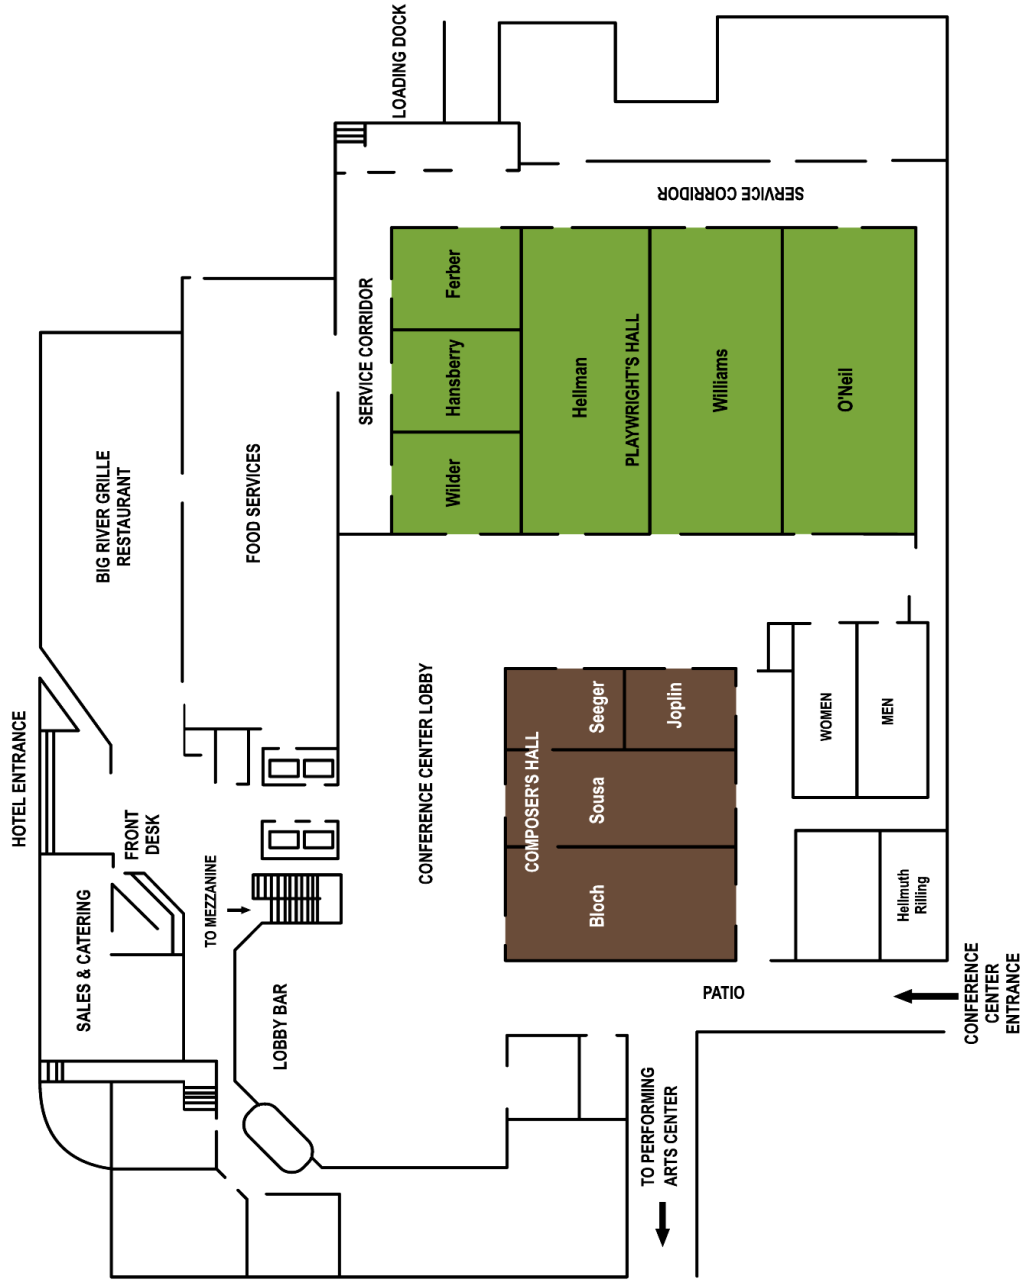 LOADING DOCK
SERVICE CORRIDOR
SERVICE CORRIDOR
Ferber
Hansberry
Wilder
Hellman
PLAYWRIGHT'S HALL
Williams
O'Neil
BIG RIVER GRILLE
RESTAURANT
FOOD SERVICES
HOTEL ENTRANCE
FRONT
DESK
TO MEZZANINE
SALES & CATERING
LOBBY BAR
CONFERENCE CENTER LOBBY
COMPOSER'S HALL
Seeger
Joplin
Sousa
Bloch
WOMEN
MEN
Hellmuth
Rilling
PATIO
CONFERENCE
CENTER
ENTRANCE
TO PERFORMING
ARTS CENTER